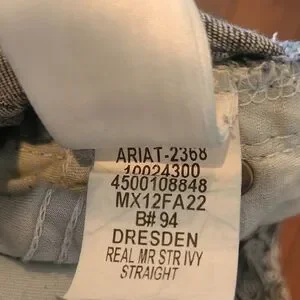 ARIAT-2368
10024300
4500108848
MX12FA22
B# 94
DRESDEN
REAL MR STR IVY
STRAIGHT